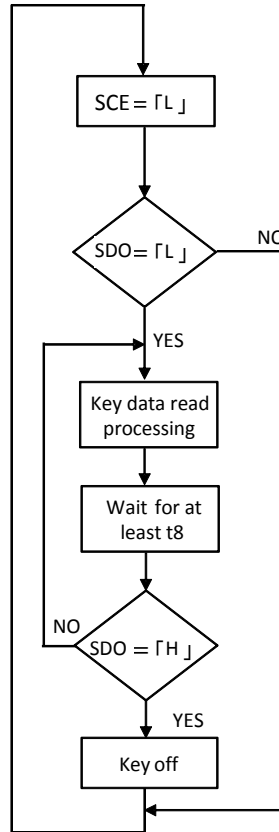 SCE=「L」
SDO=「L」
NO
YES
Key data read
processing
Wait for at
least t8
SDO =「H」
NO
YES
Key off